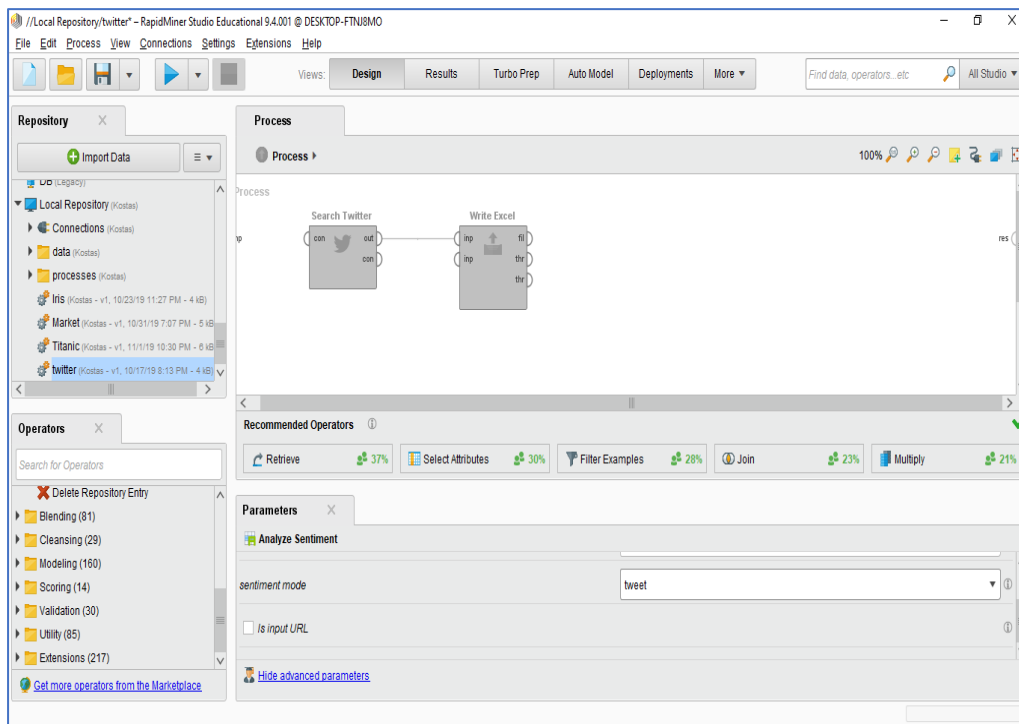 //Local Repository/twitter* – RapidMiner Studio Educational 9.4.001 @ DESKTOP-FTNJ8MO
File Edit Process View Connections Settings Extensions Help
Views: Design Results Turbo Prep Auto Model Deployments More Find data, operators...etc All Studio
Repository
Import Data
DB (Legacy)
Local Repository (Kostas)
Connections (Kostas)
data (Kostas)
processes (Kostas)
Iris (Kostas - v1, 10/23/19 11:27 PM - 4 kB)
Market (Kostas - v1, 10/31/19 7:07 PM - 5 kB
Titanic (Kostas - v1, 11/1/19 10:30 PM - 6 kB
twitter (Kostas - v1, 10/17/19 8:13 PM - 4 kB)
Process
Process
100%
Process
Search Twitter Write Excel
con out inp fil
con inp thr
thr
res
Recommended Operators
Retrieve 37% Select Attributes 30% Filter Examples 28% Join 23% Multiply 21%
Operators
Search for Operators
Delete Repository Entry
Blending (81)
Cleansing (29)
Modeling (160)
Scoring (14)
Validation (30)
Utility (85)
Extensions (217)
Get more operators from the Marketplace
Parameters
Analyze Sentiment
sentiment mode tweet
Is input URL
Hide advanced parameters